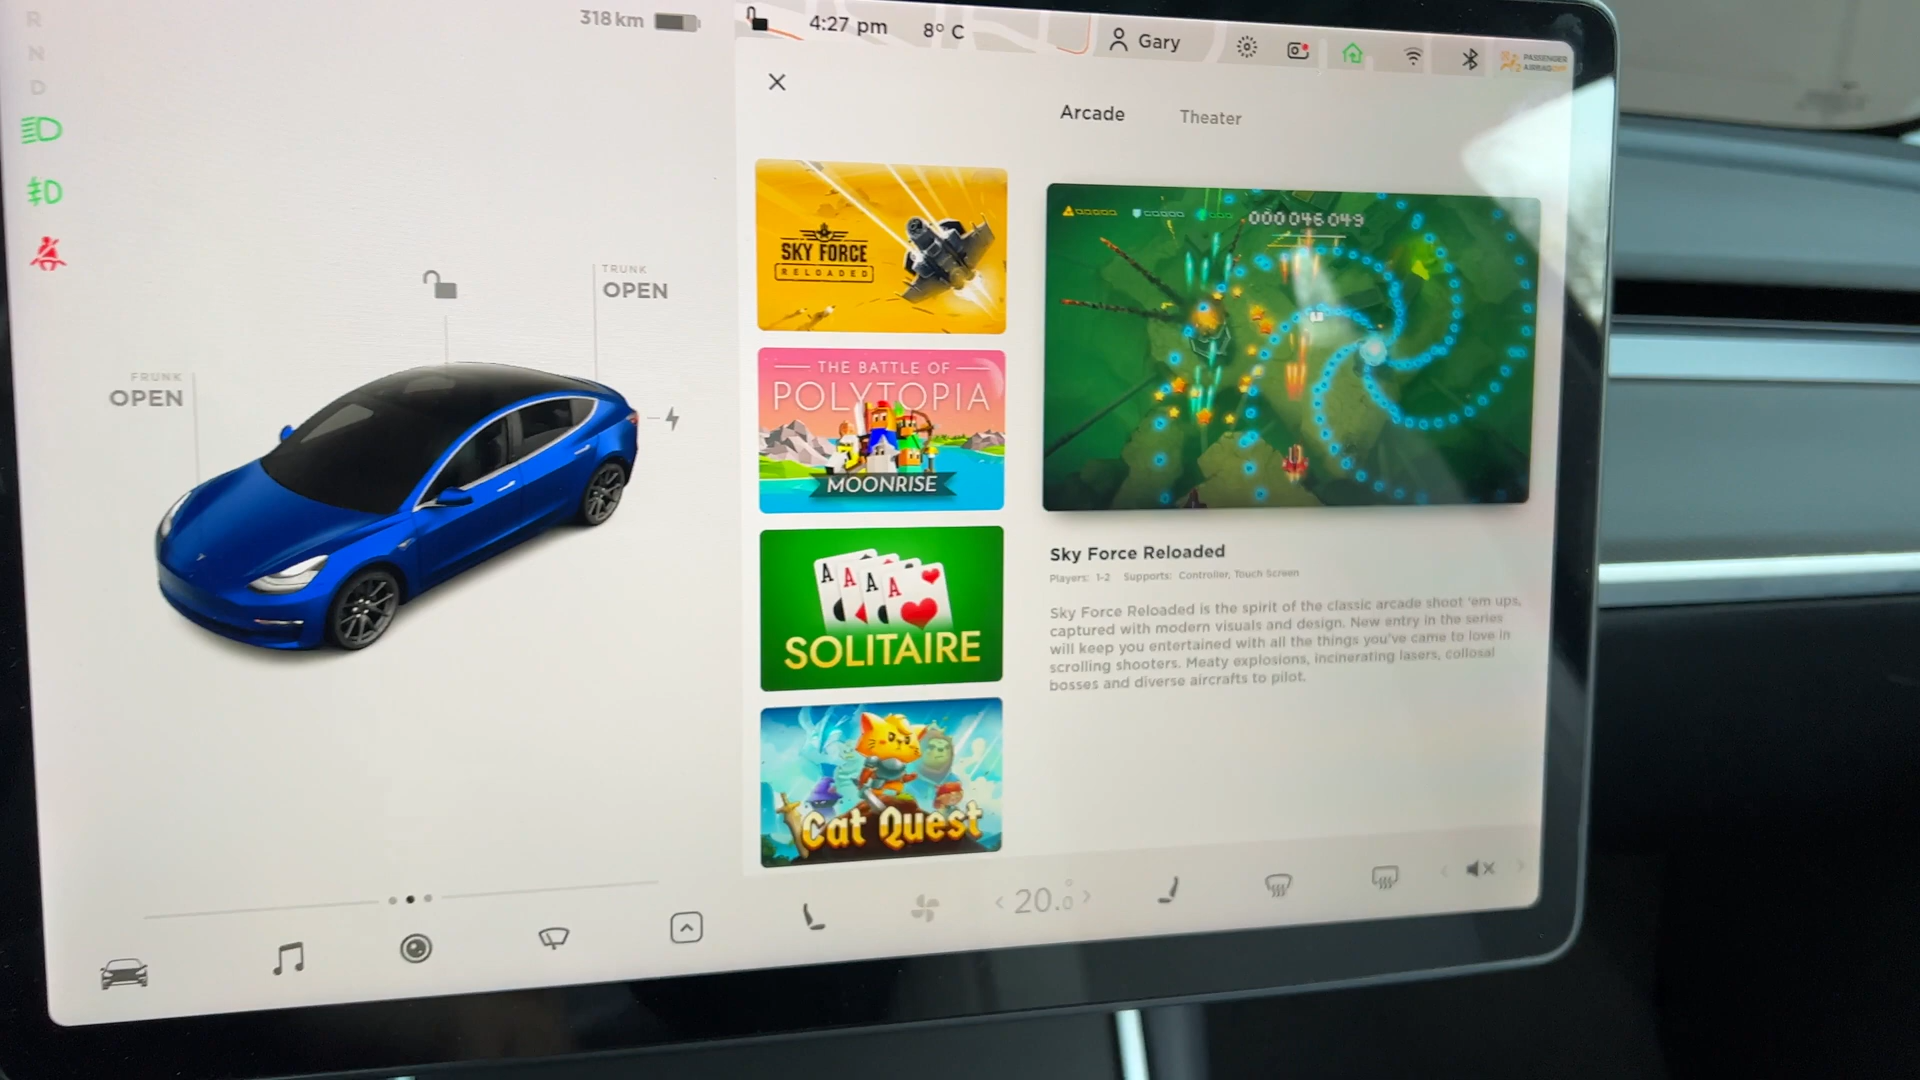 R
N
D
318 km
4:27 pm
8° C
Gary
PASSENGER
AIRBAG OFF
Arcade
Theater
TRUNK
OPEN
FRUNK
OPEN
SKY FORCE
RELOADED
THE BATTLE OF
POLYTOPIA
MOONRISE
A A A A
SOLITAIRE
Cat Quest
000046049
Sky Force Reloaded
Players: 1-2 Supports: Controller, Touch Screen
Sky Force Reloaded is the spirit of the classic arcade shoot 'em ups,
captured with modern visuals and design. New entry in the series
will keep you entertained with all the things you've came to love in
scrolling shooters. Meaty explosions, incinerating lasers, collosal
bosses and diverse aircrafts to pilot.
20.0°